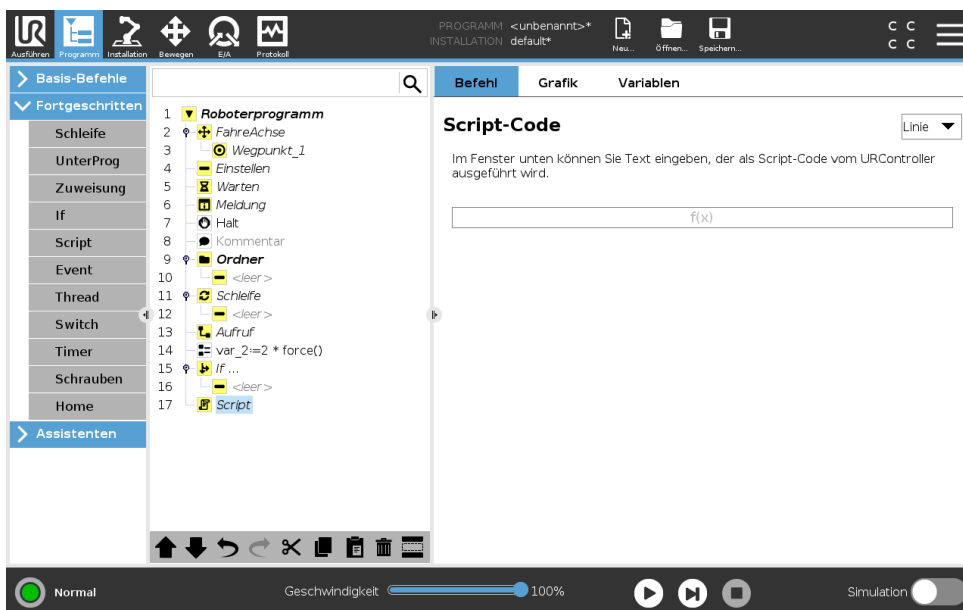 UR
Ausführen
Programm
Installation
Bewegen
E/A
Protokoll
PROGRAMM <unbenannt>*
INSTALLATION default*
Neu...
Öffnen...
Speichern...
C C
C C
Basis-Befehle
Fortgeschritten
Schleife
UnterProg
Zuweisung
If
Script
Event
Thread
Switch
Timer
Schrauben
Home
Assistenten
1 Roboterprogramm
2 FahreAchse
3 Wegpunkt_1
4 Einstellen
5 Warten
6 Meldung
7 Halt
8 Kommentar
9 Ordner
10 <leer>
11 Schleife
12 <leer>
13 Aufruf
14 var_2:=2 * force()
15 If ...
16 <leer>
17 Script
Befehl Grafik Variablen
Script-Code
Linie
Im Fenster unten können Sie Text eingeben, der als Script-Code vom URController
ausgeführt wird.
f(x)
Normal
Geschwindigkeit 100%
Simulation